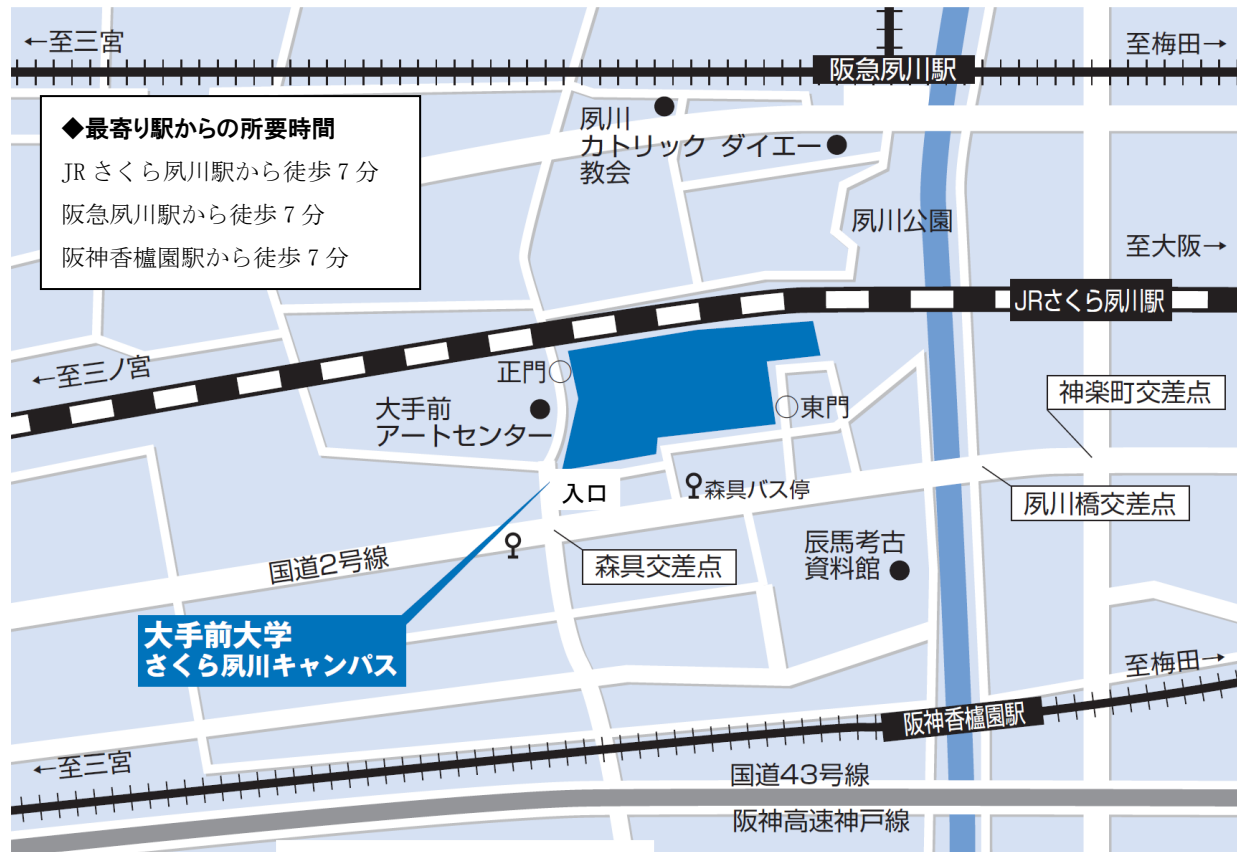 ←至三宮
至梅田→
阪急夙川駅
◆最寄り駅からの所要時間
JRさくら夙川駅から徒歩7分
阪急夙川駅から徒歩7分
阪神香櫨園駅から徒歩7分
夙川
カトリック
教会
ダイエー
夙川公園
至大阪→
JRさくら夙川駅
←至三ノ宮
正門
大手前
アートセンター
東門
神楽町交差点
入口
森具バス停
夙川橋交差点
国道2号線
森具交差点
辰馬考古
資料館
大手前大学
さくら夙川キャンパス
至梅田→
阪神香櫨園駅
←至三宮
国道43号線
阪神高速神戸線